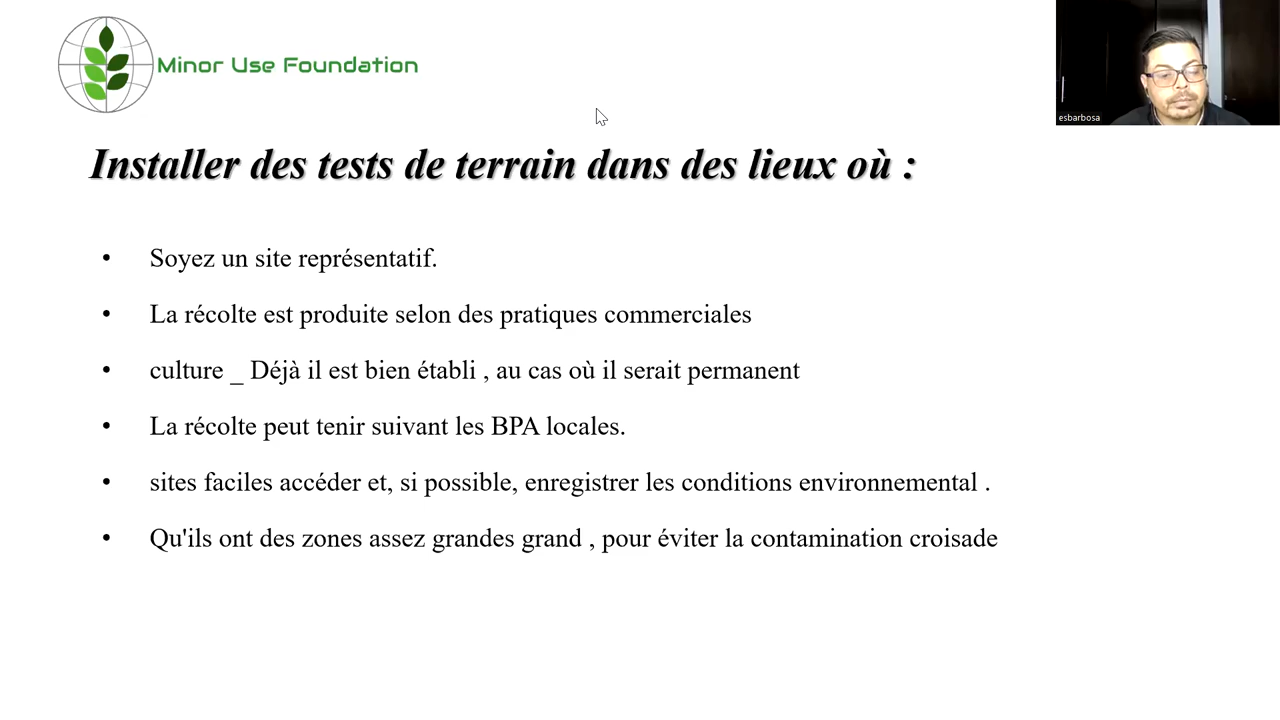 Minor Use Foundation
esbarbosa
Installer des tests de terrain dans des lieux où :
• Soyez un site représentatif.
• La récolte est produite selon des pratiques commerciales
• culture _ Déjà il est bien établi , au cas où il serait permanent
• La récolte peut tenir suivant les BPA locales.
• sites faciles accéder et, si possible, enregistrer les conditions environnemental .
• Qu'ils ont des zones assez grandes grand , pour éviter la contamination croisade